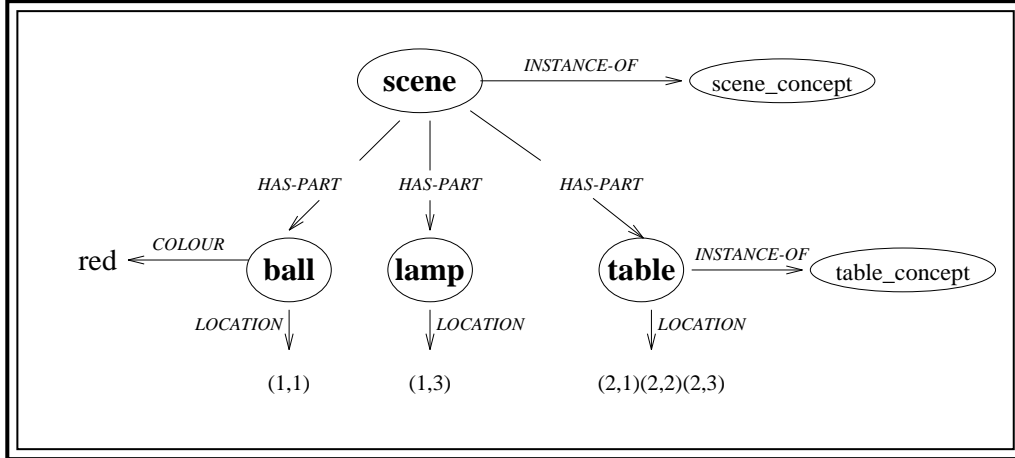 INSTANCE-OF
scene
scene_concept
HAS-PART
HAS-PART
HAS-PART
COLOUR
INSTANCE-OF
red
ball
lamp
table
table_concept
LOCATION
LOCATION
LOCATION
(1,1)
(1,3)
(2,1)(2,2)(2,3)